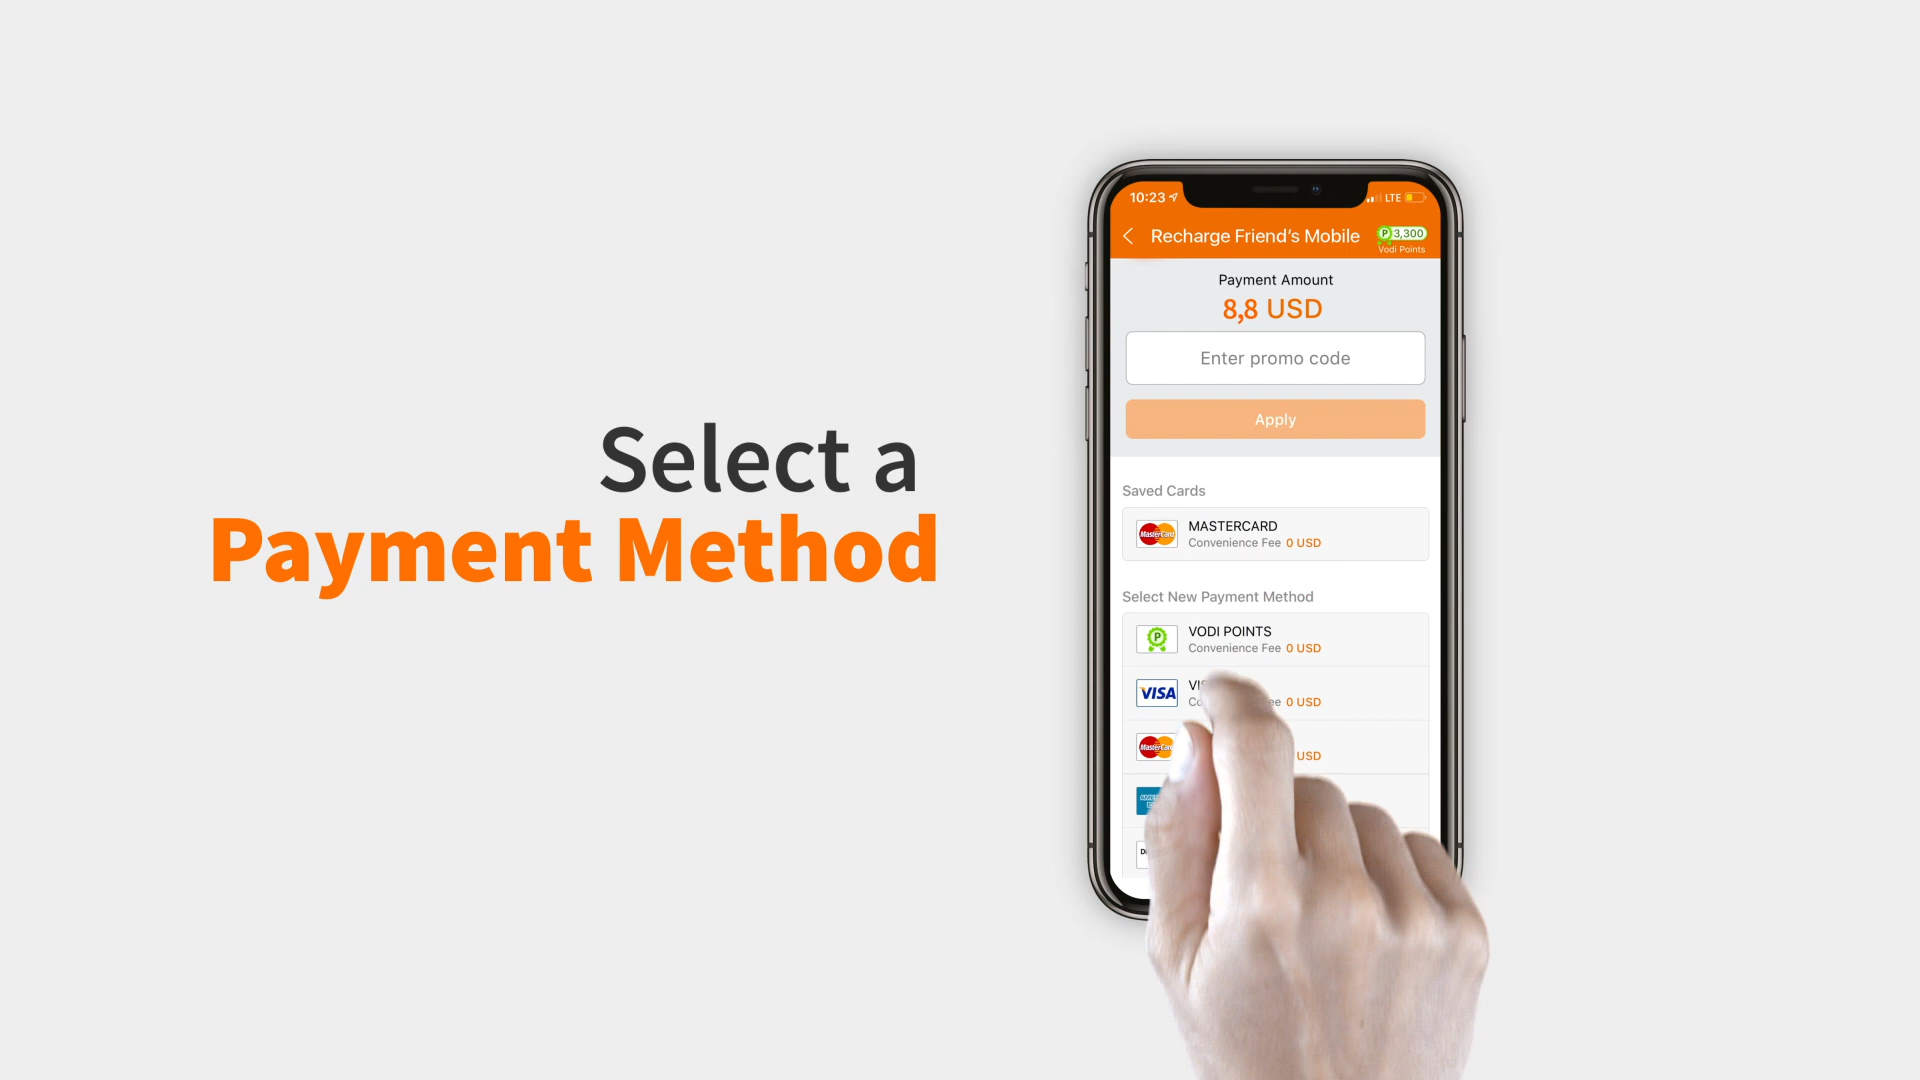 Select a
Payment Method
10:23
LTE
Recharge Friend's Mobile
P 3,300
Vodi Points
Payment Amount
8,8 USD
Enter promo code
Apply
Saved Cards
MasterCard
MASTERCARD
Convenience Fee 0 USD
Select New Payment Method
P
VODI POINTS
Convenience Fee 0 USD
VISA
0 USD
MasterCard
USD